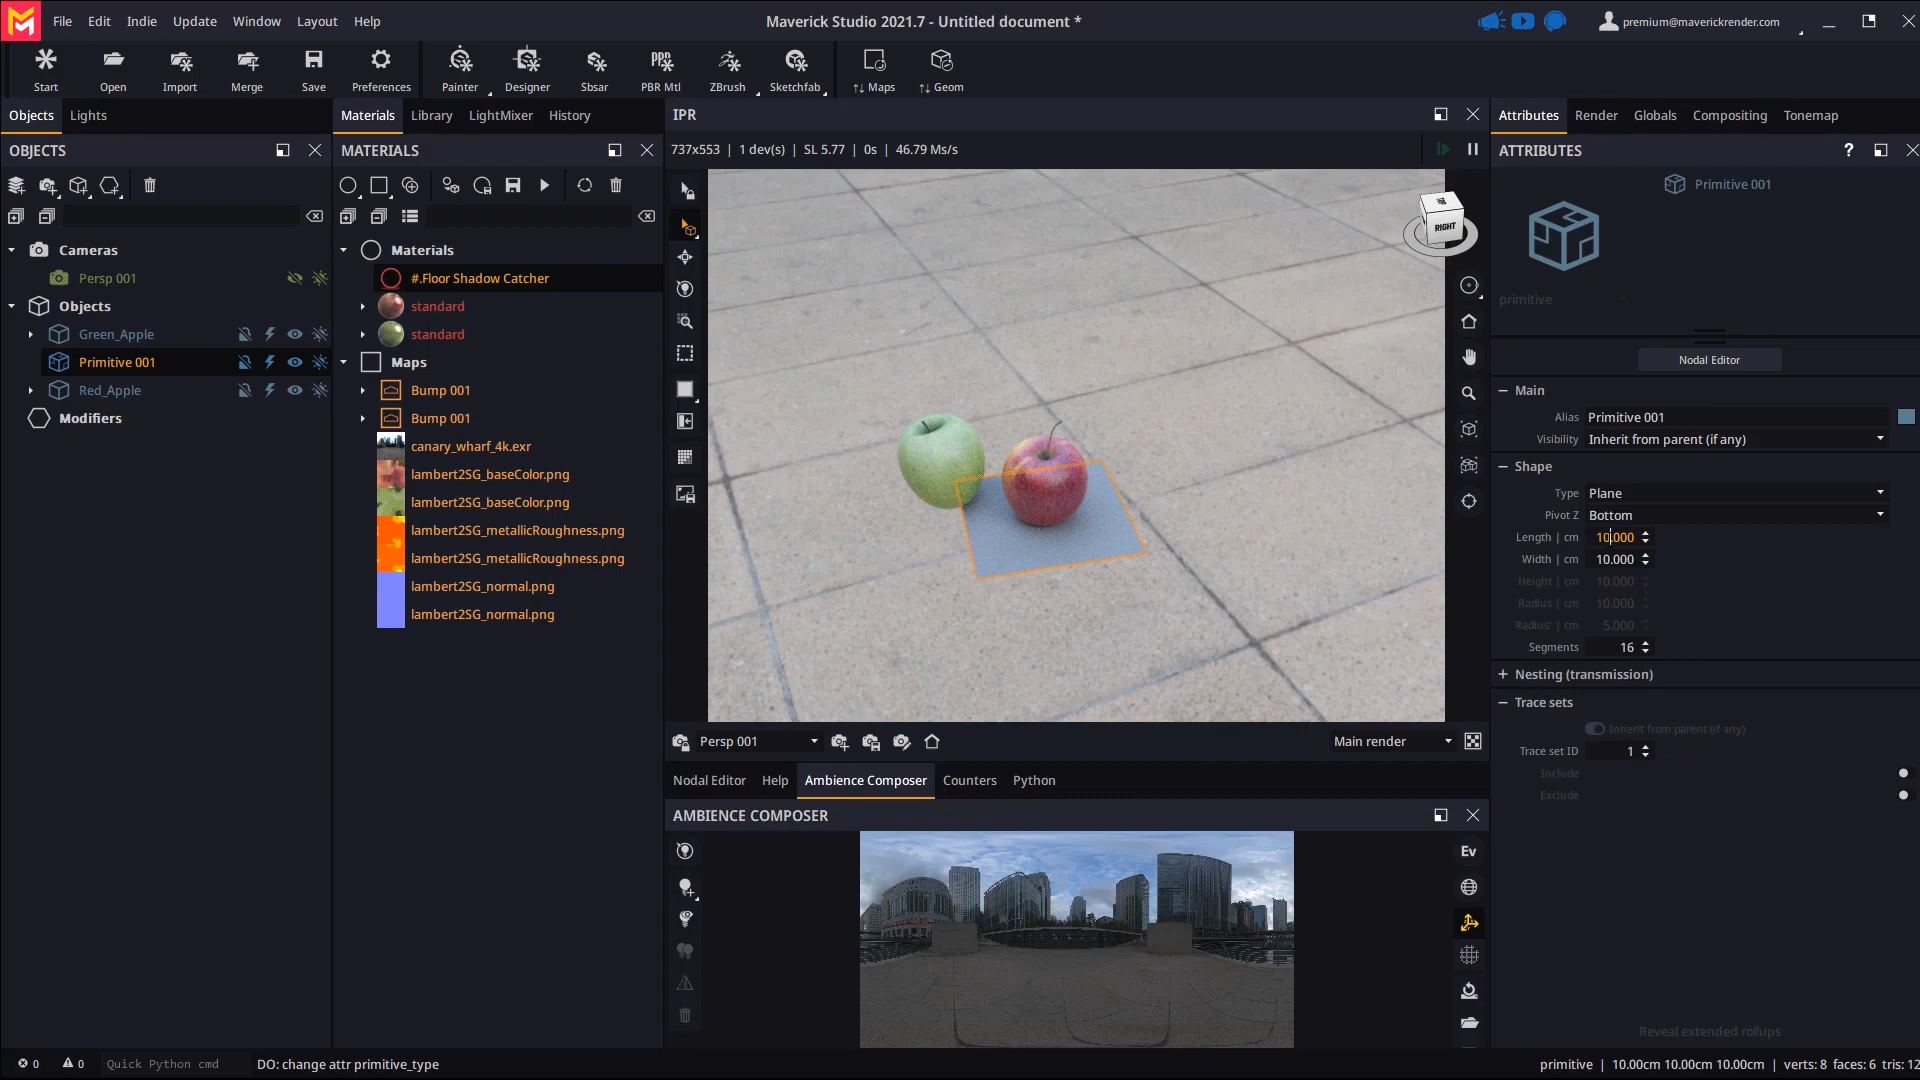 File Edit Indie Update Window Layout Help
Maverick Studio 2021.7 - Untitled document *
premium@maverickrender.com
Start Open Import Merge Save Preferences Painter Designer Sbsar PBR Mtl ZBrush Sketchfab ↑↓ Maps ↑↓ Geom
PBR
Objects Lights
OBJECTS
Cameras
Persp 001
Objects
Green_Apple
Primitive 001
Red_Apple
Modifiers
Materials Library LightMixer History
MATERIALS
Materials
#.Floor Shadow Catcher
standard
standard
Maps
Bump 001
Bump 001
canary_wharf_4k.exr
lambert2SG_baseColor.png
lambert2SG_baseColor.png
lambert2SG_metallicRoughness.png
lambert2SG_metallicRoughness.png
lambert2SG_normal.png
lambert2SG_normal.png
IPR
737x553 | 1 dev(s) | SL 5.77 | 0s | 46.79 Ms/s
RIGHT
Persp 001
Main render
Nodal Editor Help Ambience Composer Counters Python
AMBIENCE COMPOSER
Ev
Attributes Render Globals Compositing Tonemap
ATTRIBUTES
?
Primitive 001
primitive
Nodal Editor
Main
Alias Primitive 001
Visibility Inherit from parent (if any)
Shape
Type Plane
Pivot Z Bottom
Length | cm 10.000
Width | cm 10.000
Height | cm 10.000
Radius | cm 10.000
Radius' | cm 5.000
Segments 16
Nesting (transmission)
Trace sets
Inherit from parent (if any)
Trace set ID 1
Include
Exclude
Reveal extended rollups
0 0 Quick Python cmd DO: change attr primitive_type
primitive | 10.00cm 10.00cm 10.00cm | verts: 8 faces: 6 tris: 12